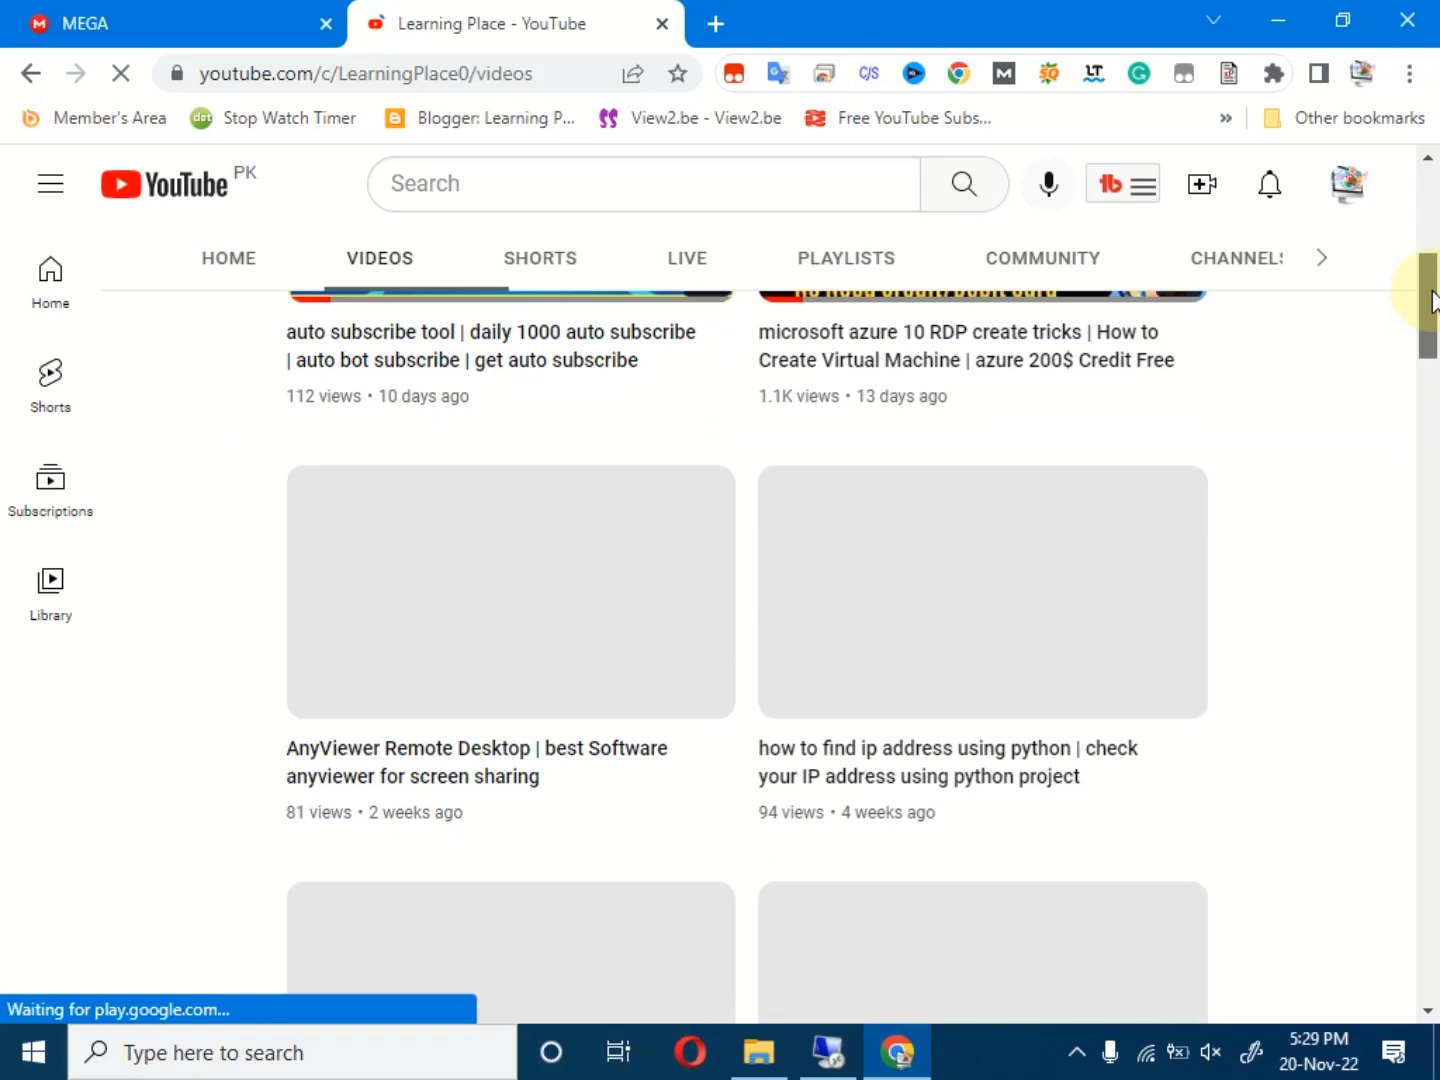 MEGA
Learning Place - YouTube
youtube.com/c/LearningPlace0/videos
Member's Area
Stop Watch Timer
Blogger: Learning P...
View2.be - View2.be
Free YouTube Subs...
Other bookmarks
YouTube PK
Search
HOME
VIDEOS
SHORTS
LIVE
PLAYLISTS
COMMUNITY
CHANNELS
Home
Shorts
Subscriptions
Library
auto subscribe tool | daily 1000 auto subscribe
| auto bot subscribe | get auto subscribe
112 views • 10 days ago
microsoft azure 10 RDP create tricks | How to
Create Virtual Machine | azure 200$ Credit Free
1.1K views • 13 days ago
AnyViewer Remote Desktop | best Software
anyviewer for screen sharing
81 views • 2 weeks ago
how to find ip address using python | check
your IP address using python project
94 views • 4 weeks ago
Waiting for play.google.com...
Type here to search
5:29 PM
20-Nov-22